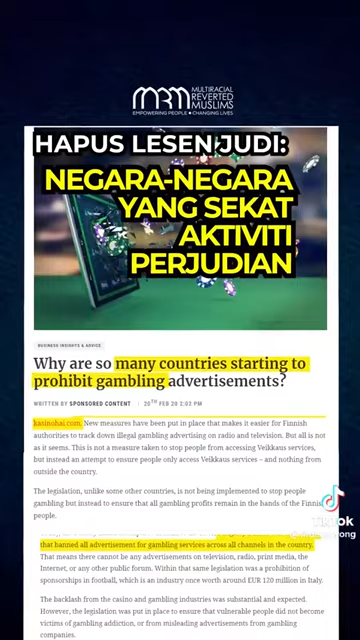 MRM MULTIRACIAL
REVERTED
MUSLIMS
EMPOWERING PEOPLE • CHANGING LIVES
HAPUS LESEN JUDI:
NEGARA-NEGARA
YANG SEKAT
AKTIVITI
PERJUDIAN
BUSINESS INSIGHTS & ADVICE
Why are so many countries starting to
prohibit gambling advertisements?
WRITTEN BY SPONSORED CONTENT 25TH FEB 20 2:02 PM
kasinohai.com, New measures have been put in place that makes it easier for Finnish
authorities to track down illegal gambling advertising on radio and television. But all is not
as it seems. This is not a measure taken to stop people from accessing Veikkaus services,
but instead an attempt to ensure people only access Veikkaus services – and nothing from
outside the country.
The legislation, unlike some other countries, is not being implemented to stop people
gambling but instead to ensure that all gambling profits remain in the hands of the Finnish
people.
TikTok
that banned all advertisement for gambling services across all channels in the country,
That means there cannot be any advertisements on television, radio, print media, the
Internet, or any other public forum. Within that same legislation was a prohibition of
sponsorships in football, which is an industry once worth around EUR 120 million in Italy.
The backlash from the casino and gambling industries was substantial and expected.
However, the legislation was put in place to ensure that vulnerable people did not become
victims of gambling addiction, or from misleading advertisements from gambling
companies.